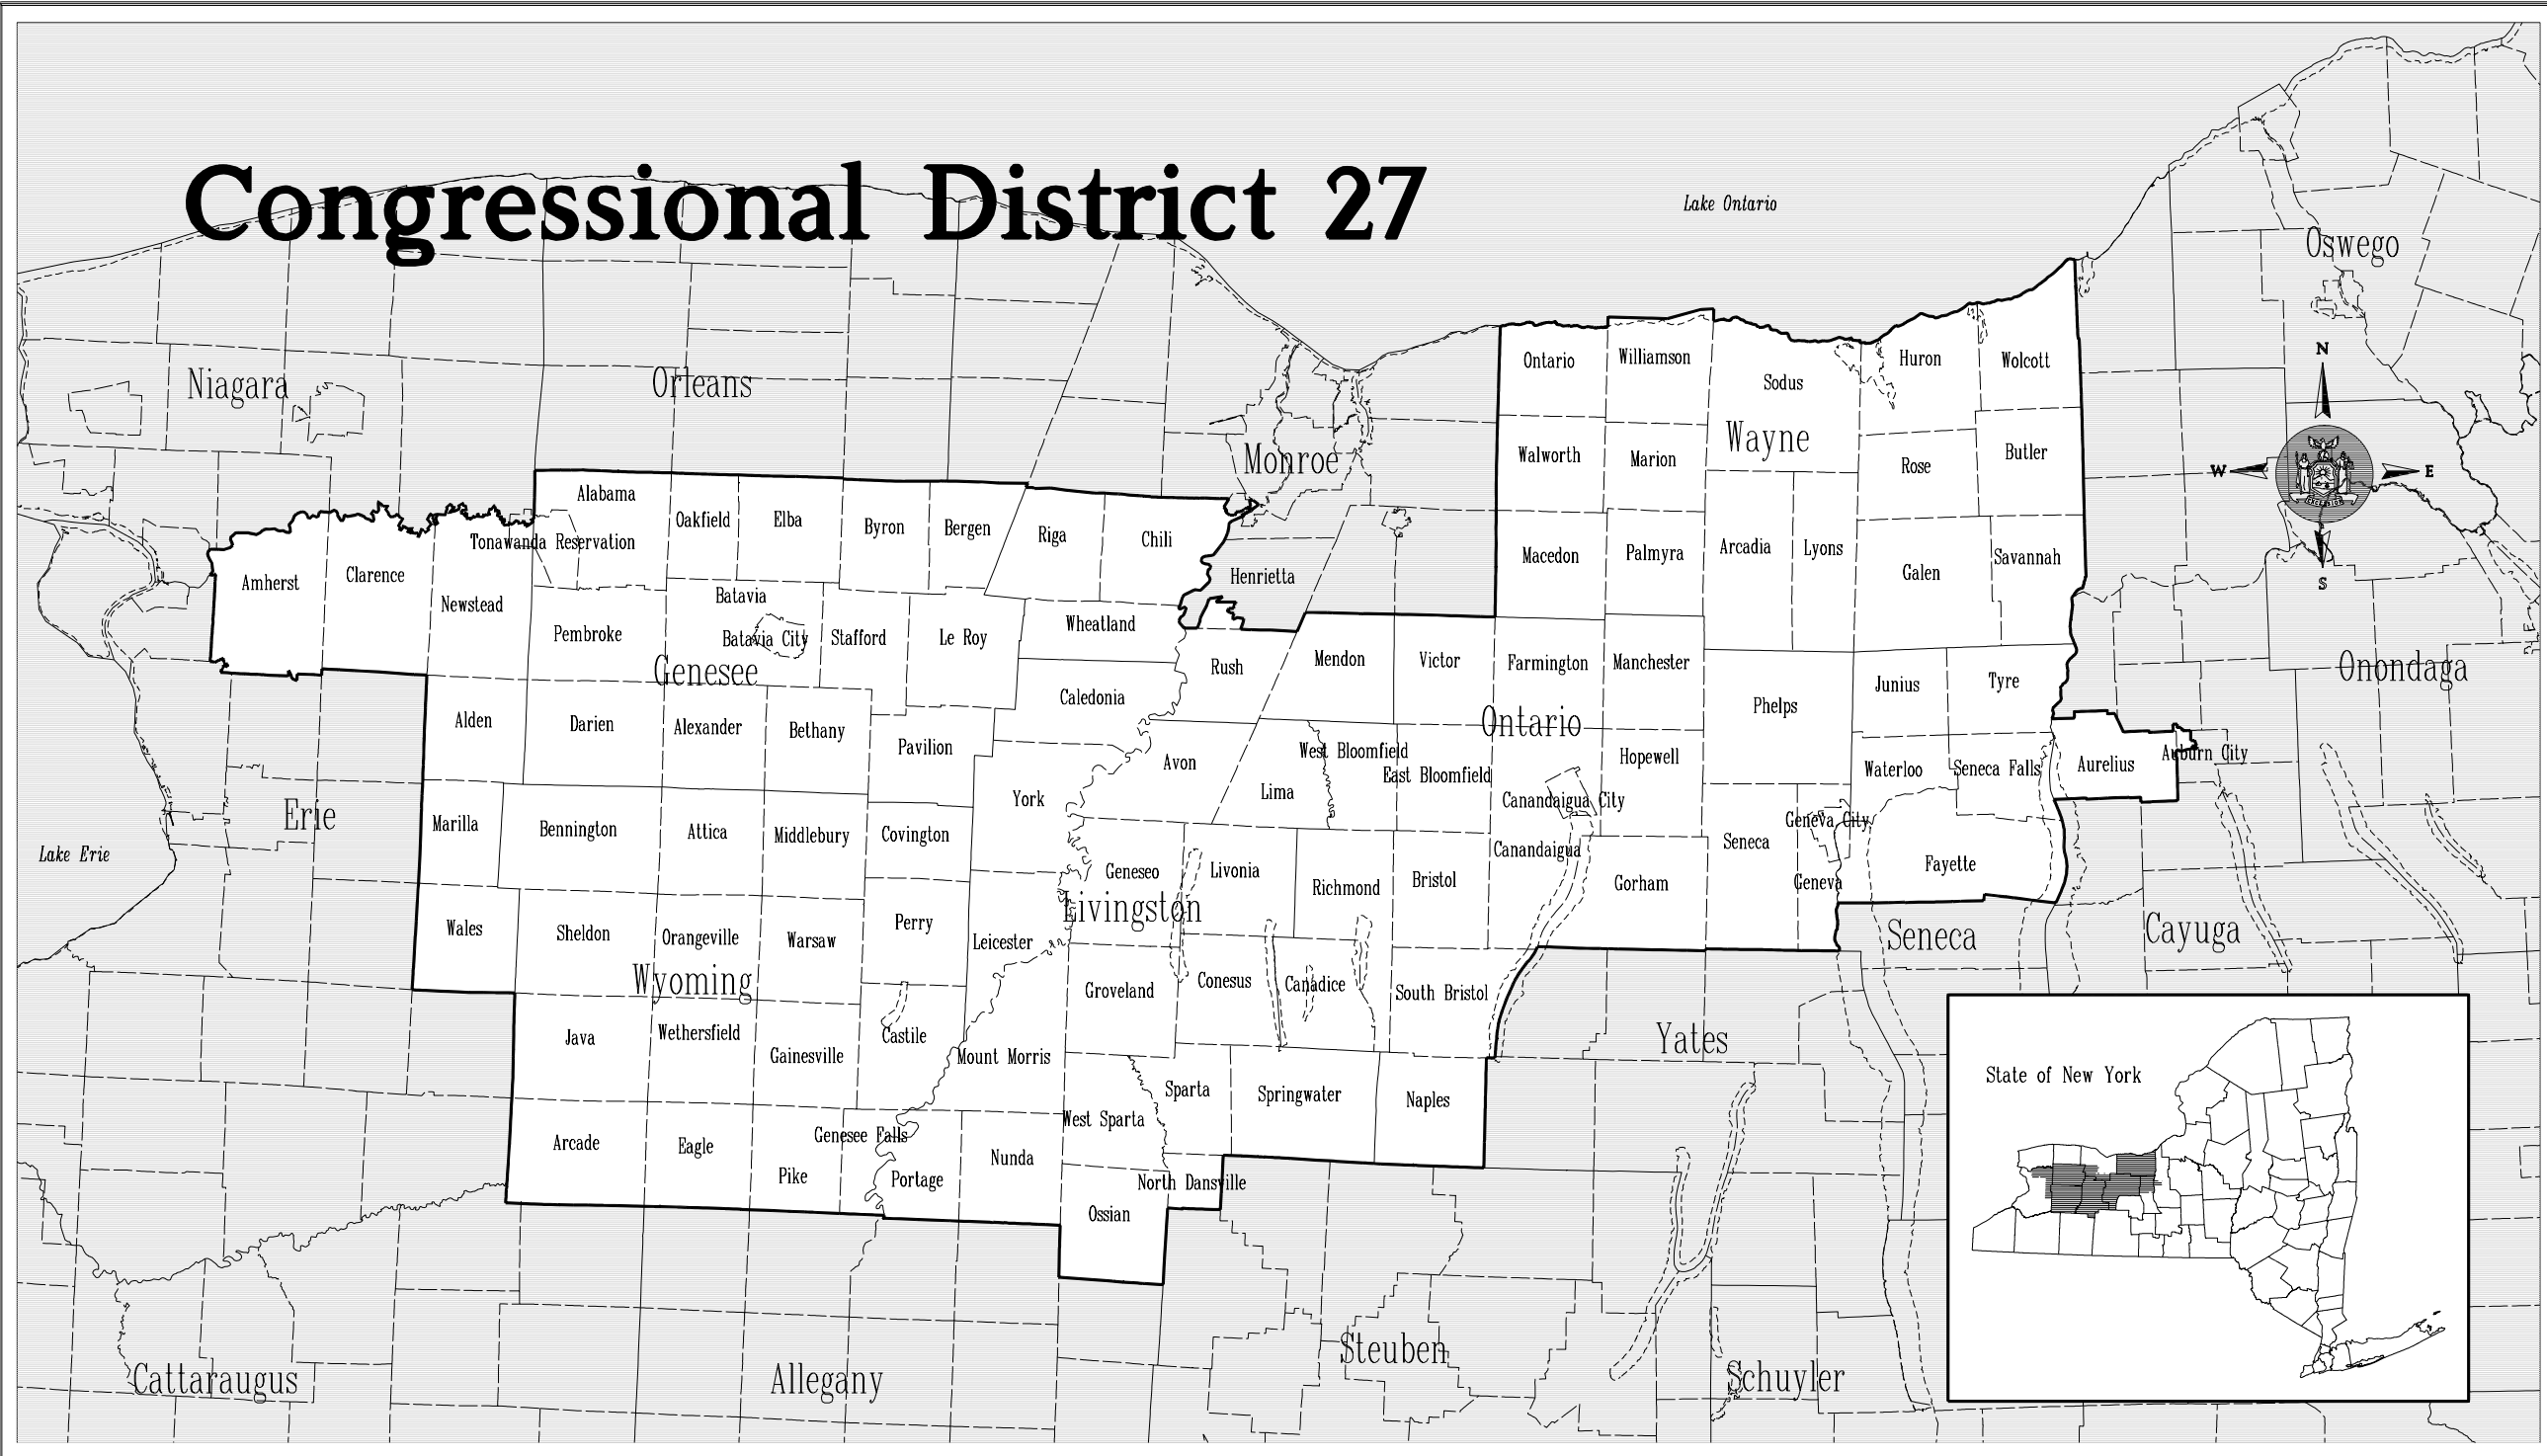 Congressional District 27
Lake Ontario
Oswego
Niagara
Orleans
Monroe
Ontario
Williamson
Sodus
Huron
Wolcott
N
Wayne
Walworth
Marion
Rose
Butler
W
E
S
Alabama
Oakfield
Elba
Byron
Bergen
Riga
Chili
Tonawanda Reservation
Macedon
Palmyra
Arcadia
Lyons
Galen
Savannah
Amherst
Clarence
Newstead
Henrietta
Batavia
Pembroke
Batavia City
Stafford
Le Roy
Wheatland
Genesee
Rush
Mendon
Victor
Farmington
Manchester
Junius
Tyre
Onondaga
Caledonia
Phelps
Alden
Darien
Alexander
Bethany
Pavilion
Ontario
Avon
West Bloomfield
East Bloomfield
Hopewell
Waterloo
Seneca Falls
Aurelius
Auburn City
York
Lima
Canandaigua City
Erie
Marilla
Bennington
Attica
Middlebury
Covington
Geneva City
Lake Erie
Canandaigua
Seneca
Geneseo
Livonia
Richmond
Bristol
Gorham
Geneva
Fayette
Livingston
Wales
Sheldon
Orangeville
Warsaw
Perry
Leicester
Seneca
Cayuga
Wyoming
Groveland
Conesus
Canadice
South Bristol
Java
Wethersfield
Gainesville
Castile
Mount Morris
Yates
State of New York
Sparta
Springwater
Naples
West Sparta
Arcade
Eagle
Genesee Falls
Pike
Portage
Nunda
North Dansville
Ossian
Cattaraugus
Allegany
Steuben
Schuyler